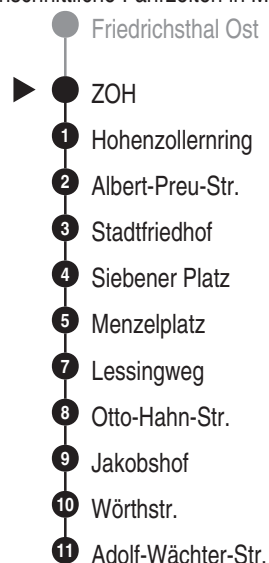 Friedrichsthal Ost
ZOH
1 Hohenzollernring
2 Albert-Preu-Str.
3 Stadtfriedhof
4 Siebener Platz
5 Menzelplatz
7 Lessingweg
8 Otto-Hahn-Str.
9 Jakobshof
10 Wörthstr.
11 Adolf-Wächter-Str.